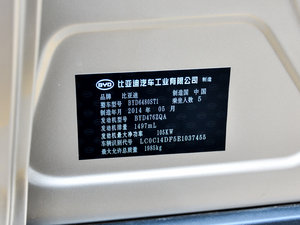 BYD 比亚迪汽车工业有限公司 制造
品牌 比亚迪 制造国 中国
整车型号 BYD6480ST1 乘坐人数 5
制造年月 2014 年 05 月
发动机型号 BYD476ZQA
发动机排量 1497mL
发动机最大净功率 105KW
车辆识别代号 LC0C14DF5E1037455
最大允许总质量 1985kg